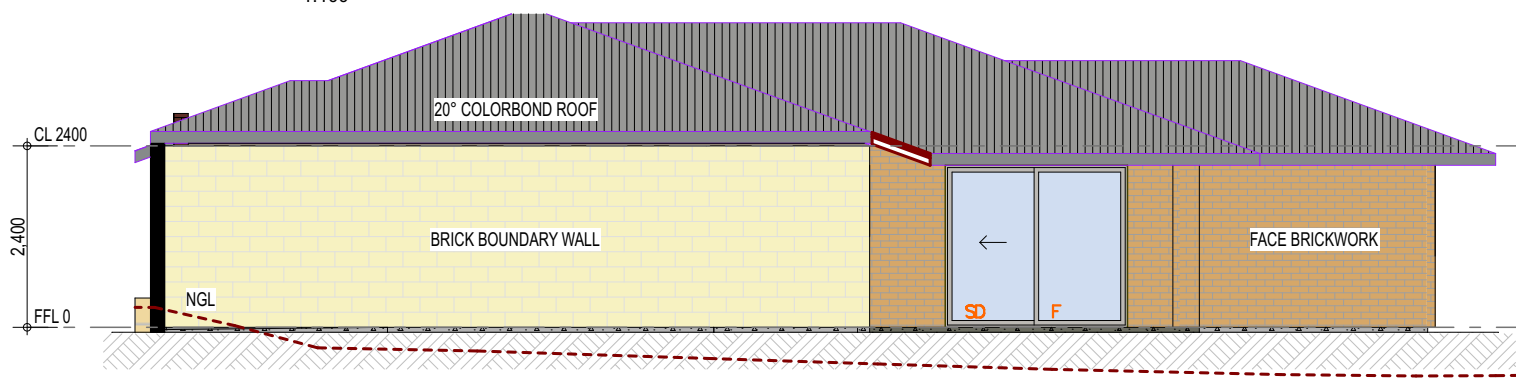 20° COLORBOND ROOF
CL 2400
2,400
BRICK BOUNDARY WALL
FACE BRICKWORK
NGL
SD
F
FFL 0